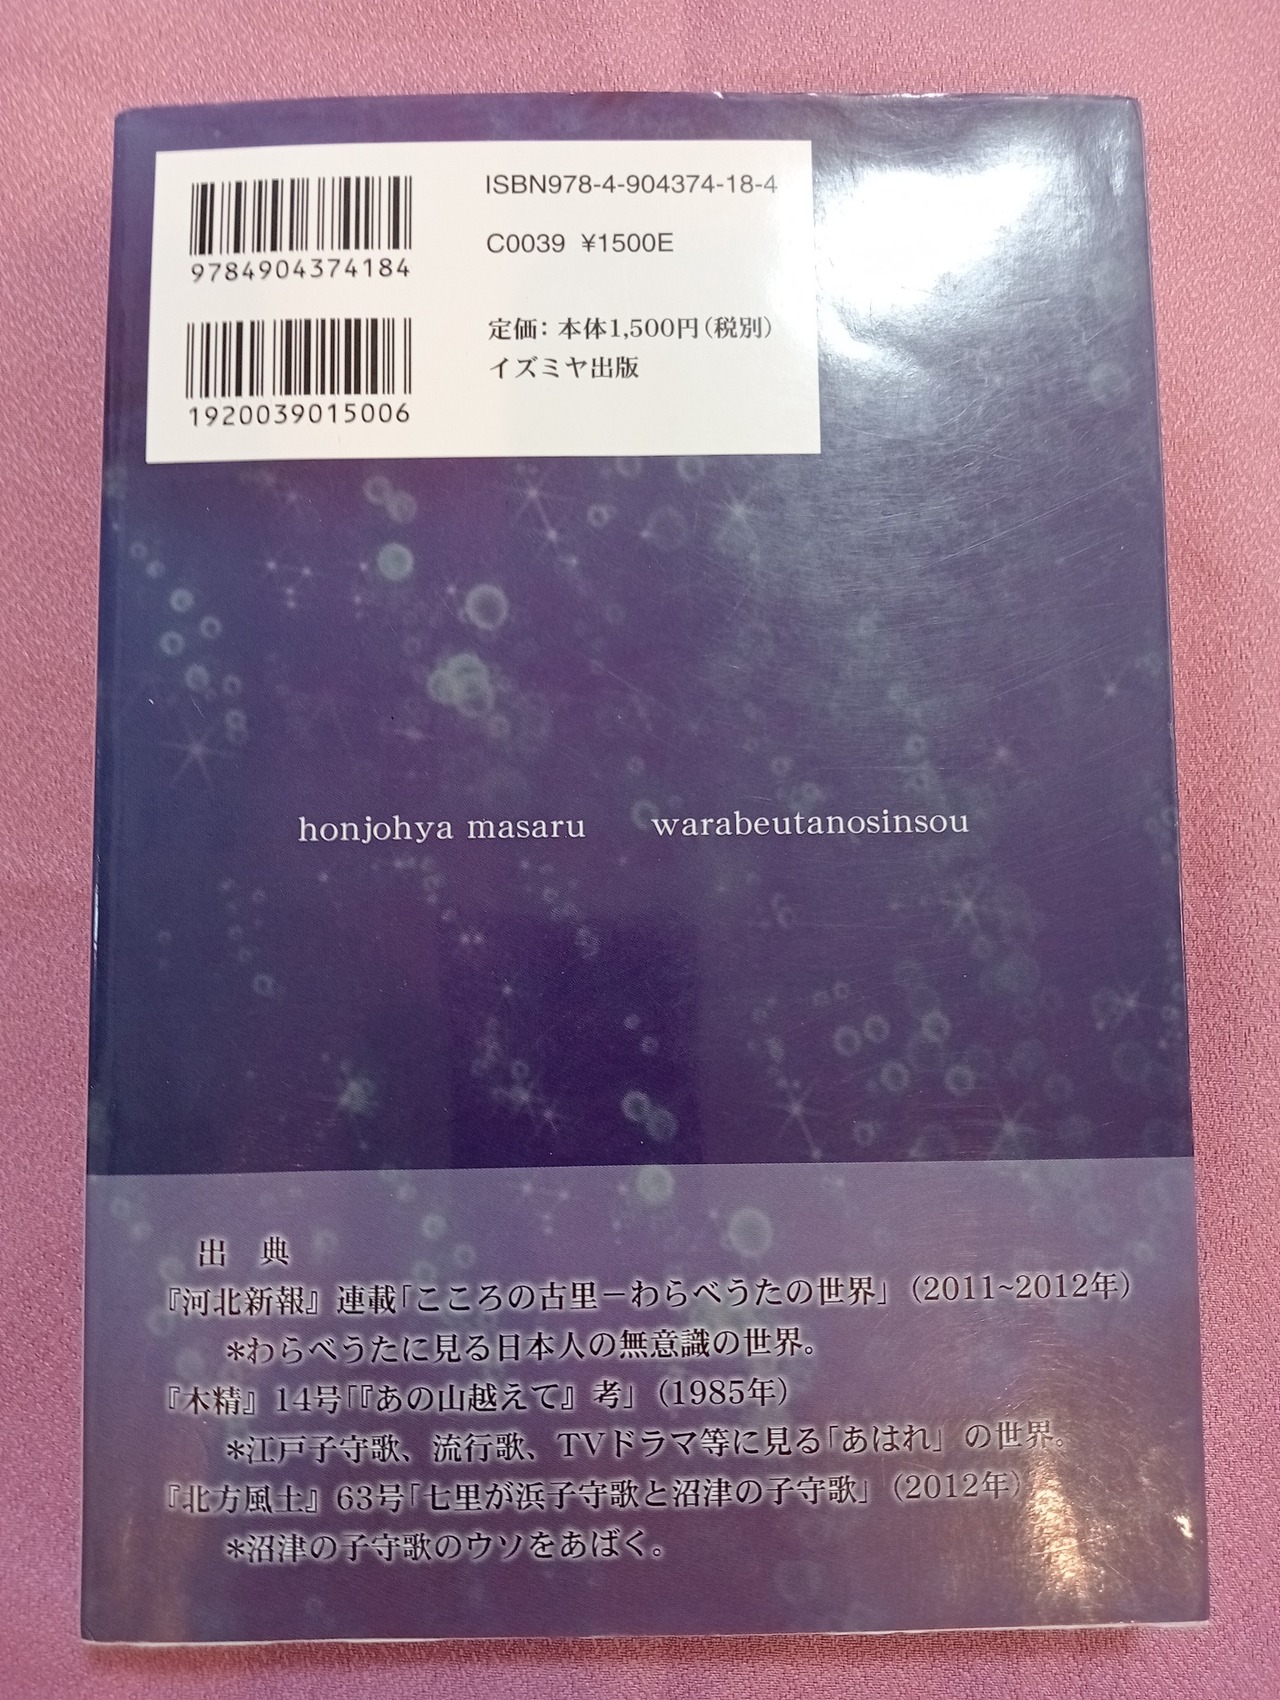 ISBN978-4-904374-18-4
C0039 ¥1500E
9784904374184
定価：本体1,500円（税別）
イズミヤ出版
1920039015006
honjohya masaru warabeutanosinsou
出 典
『河北新報』連載「こころの古里－わらべうたの世界」（2011~2012年）
＊わらべうたに見る日本人の無意識の世界。
『木精』14号「『あの山越えて』考」（1985年）
＊江戸子守歌、流行歌、TVドラマ等に見る「あはれ」の世界。
『北方風土』63号「七里が浜子守歌と沼津の子守歌」（2012年）
＊沼津の子守歌のウソをあばく。